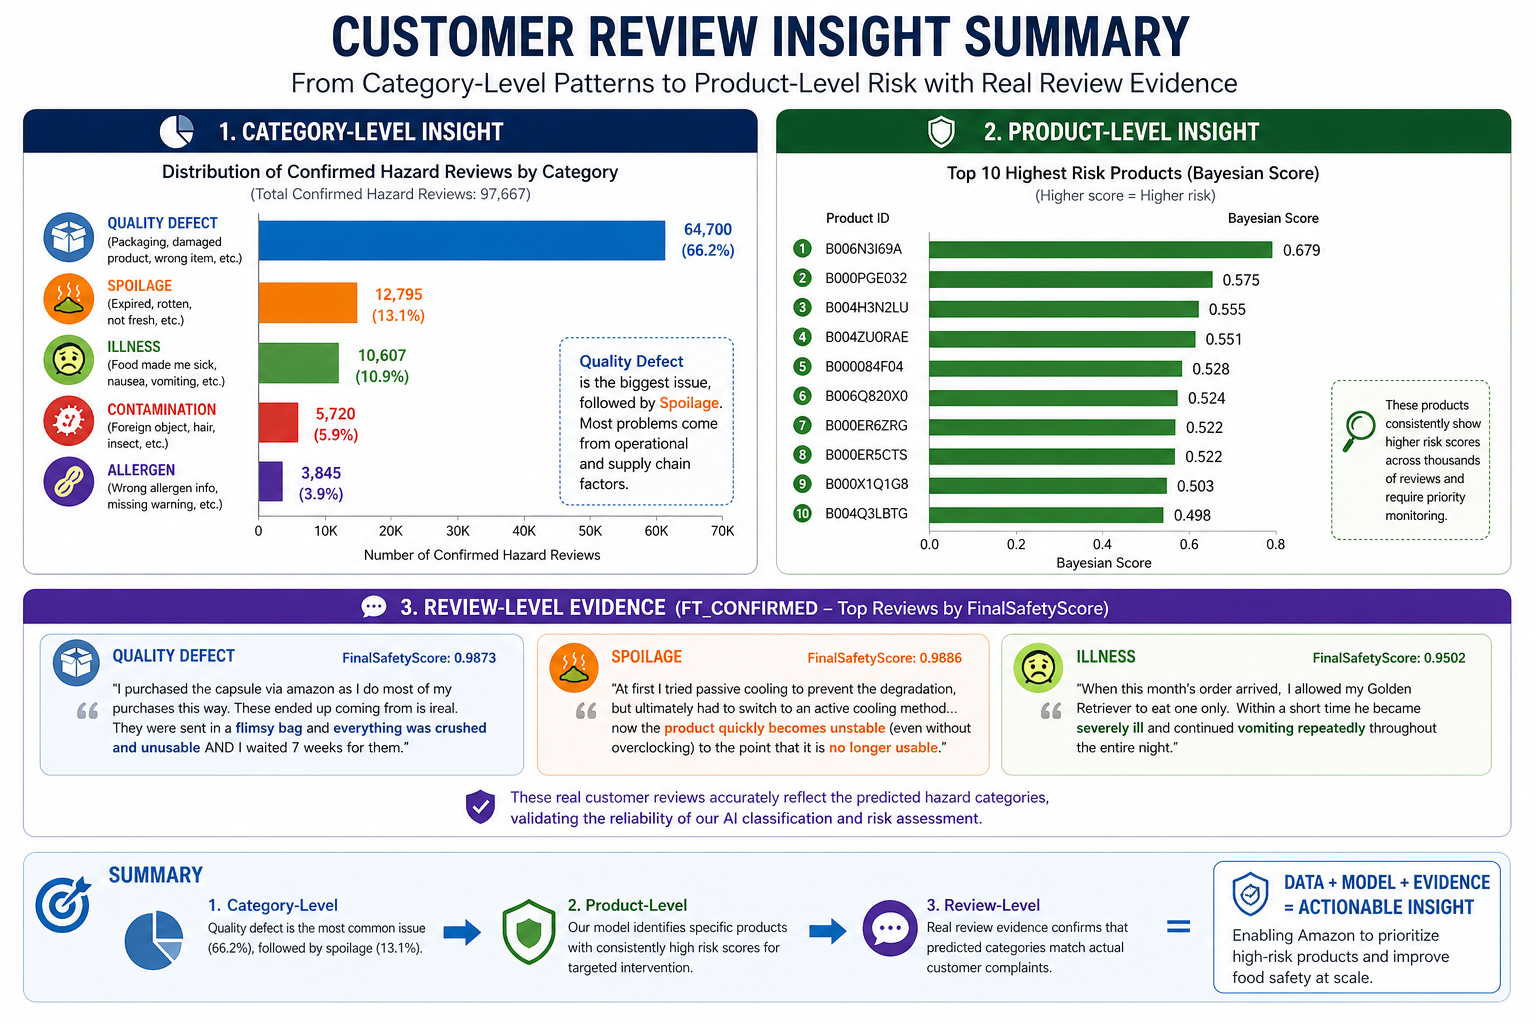 CUSTOMER REVIEW INSIGHT SUMMARY
From Category-Level Patterns to Product-Level Risk with Real Review Evidence
1. CATEGORY-LEVEL INSIGHT
Distribution of Confirmed Hazard Reviews by Category
(Total Confirmed Hazard Reviews: 97,667)
QUALITY DEFECT
(Packaging, damaged
product, wrong item, etc.)
64,700
(66.2%)
SPOILAGE
(Expired, rotten,
not fresh, etc.)
12,795
(13.1%)
ILLNESS
(Food made me sick,
nausea, vomiting, etc.)
10,607
(10.9%)
CONTAMINATION
(Foreign object, hair,
insect, etc.)
5,720
(5.9%)
ALLERGEN
(Wrong allergen info,
missing warning, etc.)
3,845
(3.9%)
0 10K 20K 30K 40K 50K 60K 70K
Number of Confirmed Hazard Reviews
Quality Defect
is the biggest issue,
followed by Spoilage.
Most problems come
from operational
and supply chain
factors.
2. PRODUCT-LEVEL INSIGHT
Top 10 Highest Risk Products (Bayesian Score)
(Higher score = Higher risk)
Product ID Bayesian Score
1 B006N3I69A 0.679
2 B000PGE032 0.575
3 B004H3N2LU 0.555
4 B004ZU0RAE 0.551
5 B000084F04 0.528
6 B006Q820X0 0.524
7 B000ER6ZRG 0.522
8 B000ER5CTS 0.522
9 B000X1Q1G8 0.503
10 B004Q3LBTG 0.498
0.0 0.2 0.4 0.6 0.8
Bayesian Score
These products
consistently show
higher risk scores
across thousands
of reviews and
require priority
monitoring.
3. REVIEW-LEVEL EVIDENCE (FT_CONFIRMED – Top Reviews by FinalSafetyScore)
QUALITY DEFECT FinalSafetyScore: 0.9873
"I purchased the capsule via amazon as I do most of my
purchases this way. These ended up coming from is ireal.
They were sent in a flimsy bag and everything was crushed
and unusable AND I waited 7 weeks for them."
SPOILAGE FinalSafetyScore: 0.9886
"At first I tried passive cooling to prevent the degradation,
but ultimately had to switch to an active cooling method...
now the product quickly becomes unstable (even without
overclocking) to the point that it is no longer usable."
ILLNESS FinalSafetyScore: 0.9502
"When this month's order arrived, I allowed my Golden
Retriever to eat one only. Within a short time he became
severely ill and continued vomiting repeatedly throughout
the entire night."
These real customer reviews accurately reflect the predicted hazard categories,
validating the reliability of our AI classification and risk assessment.
SUMMARY
1. Category-Level
Quality defect is the most common issue
(66.2%), followed by spoilage (13.1%).
2. Product-Level
Our model identifies specific products
with consistently high risk scores for
targeted intervention.
3. Review-Level
Real review evidence confirms that
predicted categories match actual
customer complaints.
=
DATA + MODEL + EVIDENCE
= ACTIONABLE INSIGHT
Enabling Amazon to prioritize
high-risk products and improve
food safety at scale.